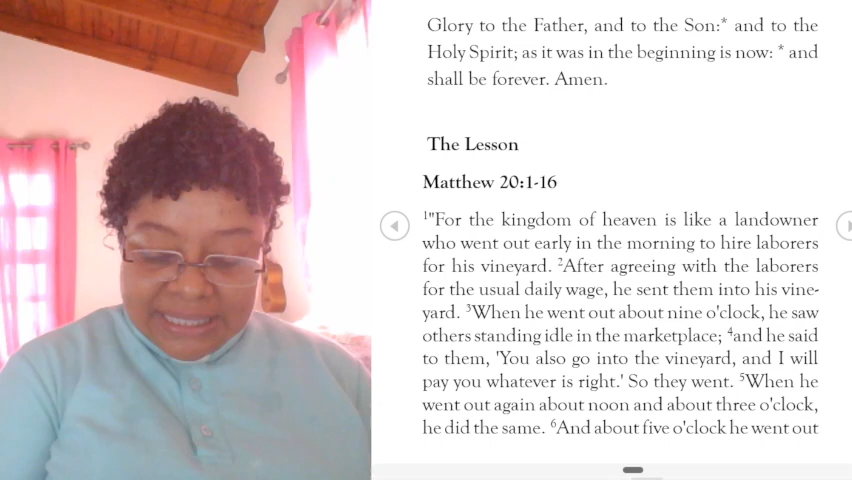 Glory to the Father, and to the Son:* and to the
Holy Spirit; as it was in the beginning is now: * and
shall be forever. Amen.
The Lesson
Matthew 20:1-16
¹"For the kingdom of heaven is like a landowner
who went out early in the morning to hire laborers
for his vineyard. ²After agreeing with the laborers
for the usual daily wage, he sent them into his vine-
yard. ³When he went out about nine o'clock, he saw
others standing idle in the marketplace; ⁴and he said
to them, 'You also go into the vineyard, and I will
pay you whatever is right.' So they went. ⁵When he
went out again about noon and about three o'clock,
he did the same. ⁶And about five o'clock he went out